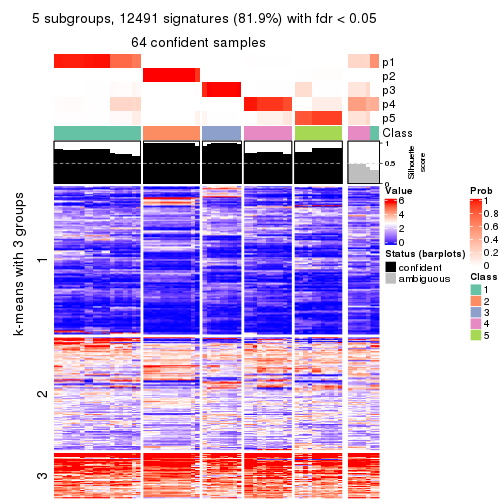 5 subgroups, 12491 signatures (81.9%) with fdr < 0.05
64 confident samples
p1
p2
p3
p4
p5
Class
1
0.5
0
Silhouette
score
k-means with 3 groups
1
2
3
Value
6
4
2
0
Status (barplots)
confident
ambiguous
Prob
1
0.8
0.6
0.4
0.2
0
Class
1
2
3
4
5